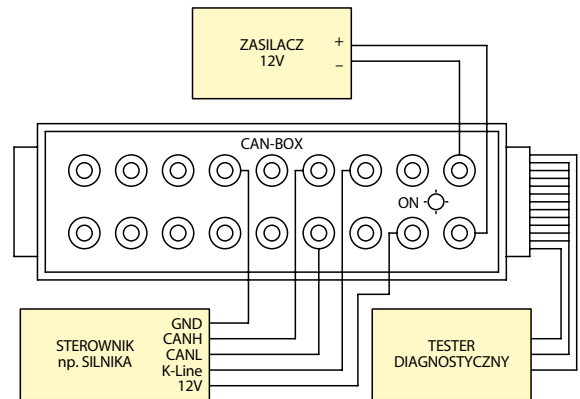 ZASILACZ
12V
+
–
CAN-BOX
ON
STEROWNIK
np. SILNIKA
GND
CANH
CANL
K-Line
12V
TESTER
DIAGNOSTYCZNY